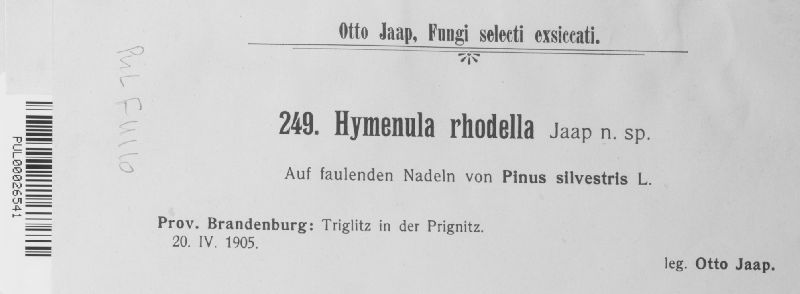 Otto Jaap, Fungi selecti exsiccati.
249. Hymenula rhodella Jaap n. sp.
Auf faulenden Nadeln von Pinus silvestris L.
Prov. Brandenburg: Triglitz in der Prignitz.
20. IV. 1905.
leg. Otto Jaap.
PUL00026541
PUL F4116